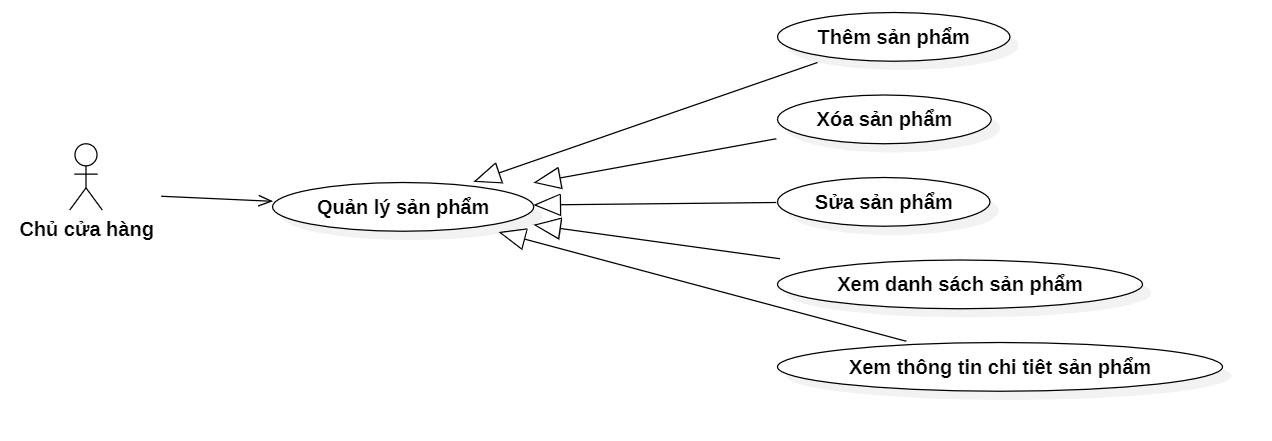 Thêm sản phẩm
Xóa sản phẩm
Chủ cửa hàng
Quản lý sản phẩm
Sửa sản phẩm
Xem danh sách sản phẩm
Xem thông tin chi tiêt sản phẩm